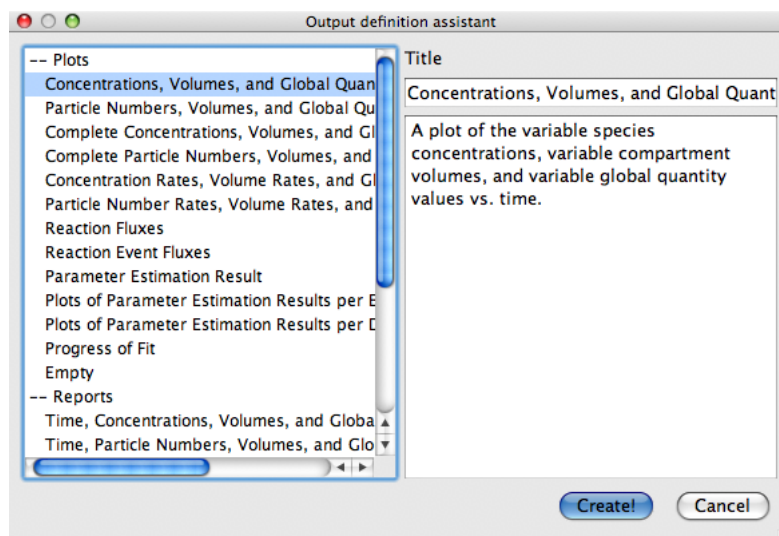 Output definition assistant
-- Plots
Concentrations, Volumes, and Global Quan
Particle Numbers, Volumes, and Global Qu
Complete Concentrations, Volumes, and Gl
Complete Particle Numbers, Volumes, and
Concentration Rates, Volume Rates, and Gl
Particle Number Rates, Volume Rates, and
Reaction Fluxes
Reaction Event Fluxes
Parameter Estimation Result
Plots of Parameter Estimation Results per E
Plots of Parameter Estimation Results per D
Progress of Fit
Empty
-- Reports
Time, Concentrations, Volumes, and Globa
Time, Particle Numbers, Volumes, and Glo
Title
Concentrations, Volumes, and Global Quant
A plot of the variable species
concentrations, variable compartment
volumes, and variable global quantity
values vs. time.
Create!
Cancel